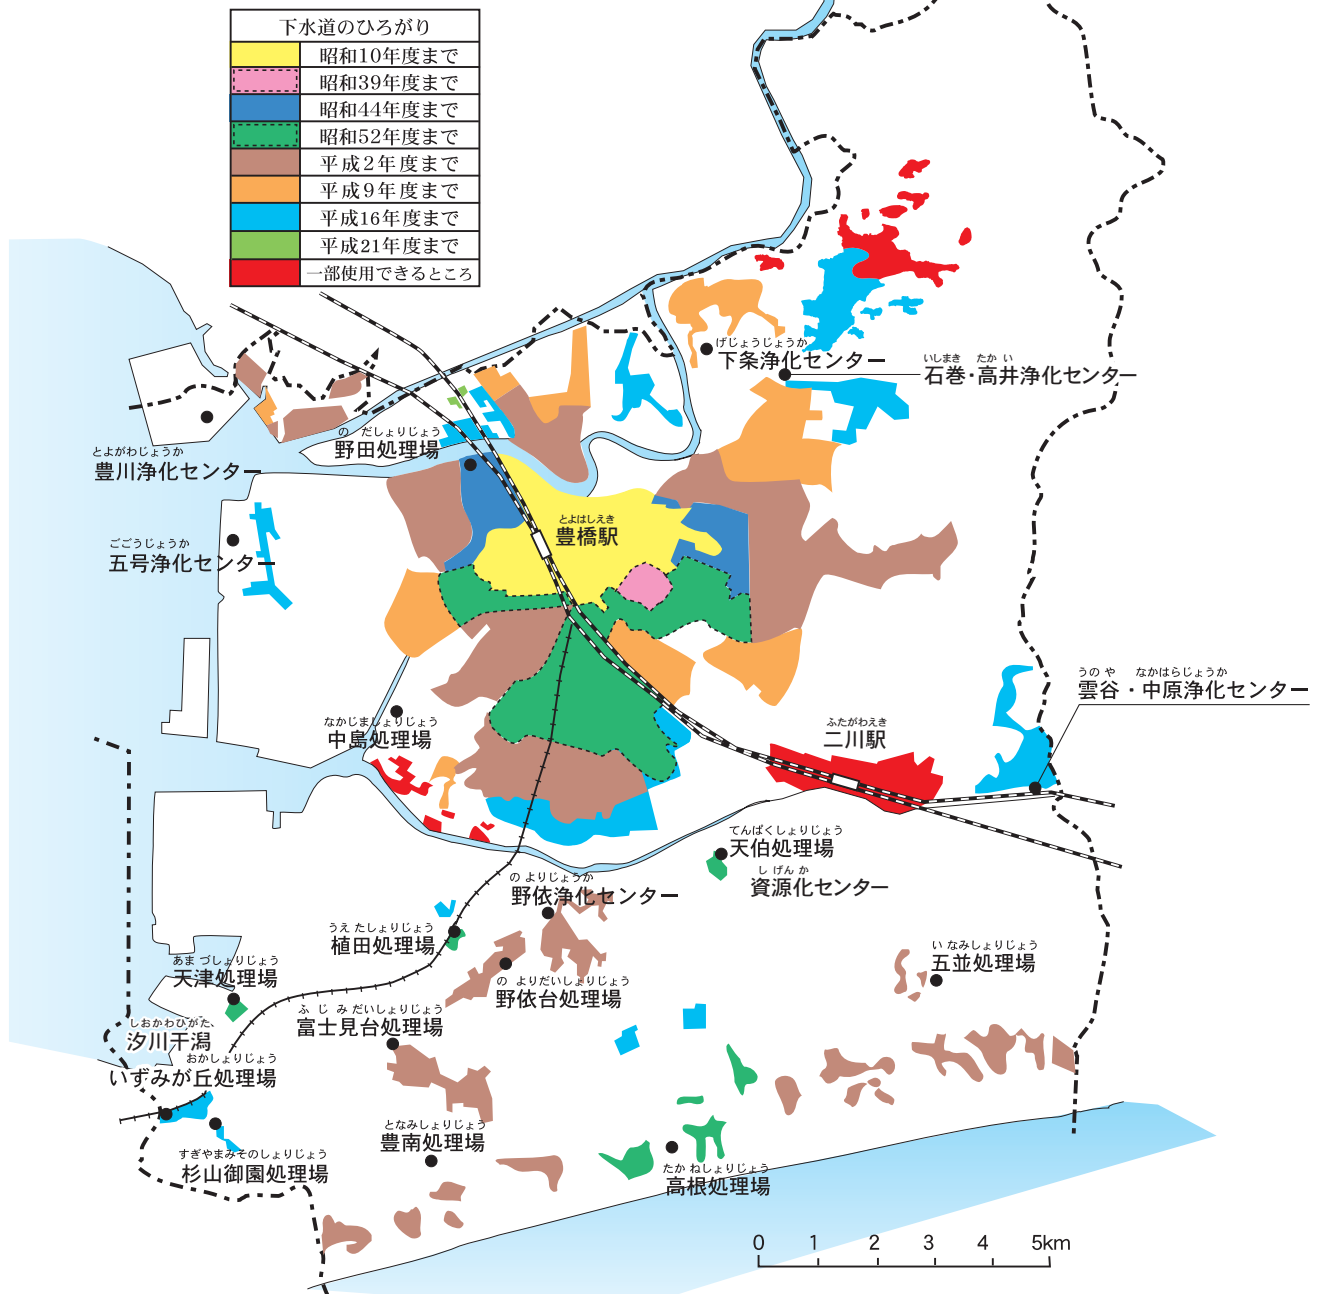 下水道のひろがり
昭和10年度まで
昭和39年度まで
昭和44年度まで
昭和52年度まで
平成2年度まで
平成9年度まで
平成16年度まで
平成21年度まで
一部使用できるところ
げじょうじょうか
下条浄化センター
いしまき たかい
石巻・高井浄化センター
の だしょりじょう
野田処理場
とよがわじょうか
豊川浄化センター
とよはしえき
豊橋駅
ごごうじょうか
五号浄化センター
うのや なかはらじょうか
雲谷・中原浄化センター
なかじましょりじょう
中島処理場
ふたがわえき
二川駅
てんぱくしょりじょう
天伯処理場
しげんか
資源化センター
のよりじょうか
野依浄化センター
うえたしょりじょう
植田処理場
いなみしょりじょう
五並処理場
あまづしょりじょう
天津処理場
のよりだいしょりじょう
野依台処理場
ふじみだいしょりじょう
富士見台処理場
しおかわひがた
汐川干潟
おかしょりじょう
いずみが丘処理場
となみしょりじょう
豊南処理場
すぎやまみそのしょりじょう
杉山御園処理場
たかねしょりじょう
高根処理場
0 1 2 3 4 5km